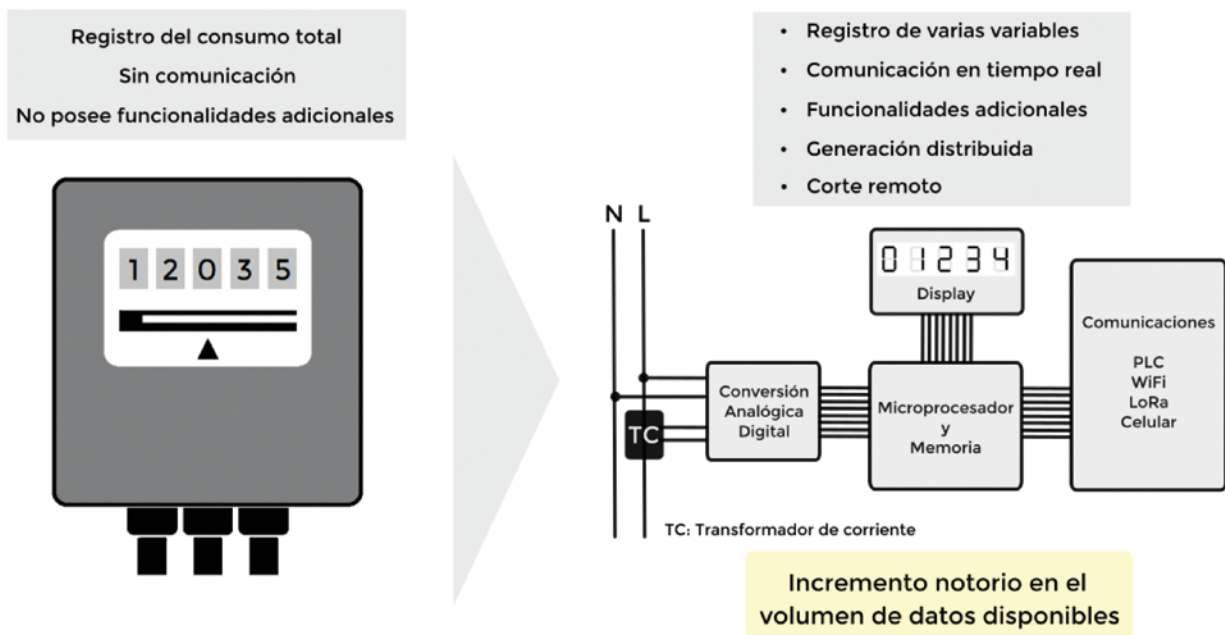 Registro del consumo total
Sin comunicación
No posee funcionalidades adicionales
1 2 0 3 5
• Registro de varias variables
• Comunicación en tiempo real
• Funcionalidades adicionales
• Generación distribuida
• Corte remoto
N L
0 1 2 3 4
Display
Conversión
Analógica
Digital
TC
Microprocesador
y
Memoria
Comunicaciones
PLC
WiFi
LoRa
Celular
TC: Transformador de corriente
Incremento notorio en el
volumen de datos disponibles